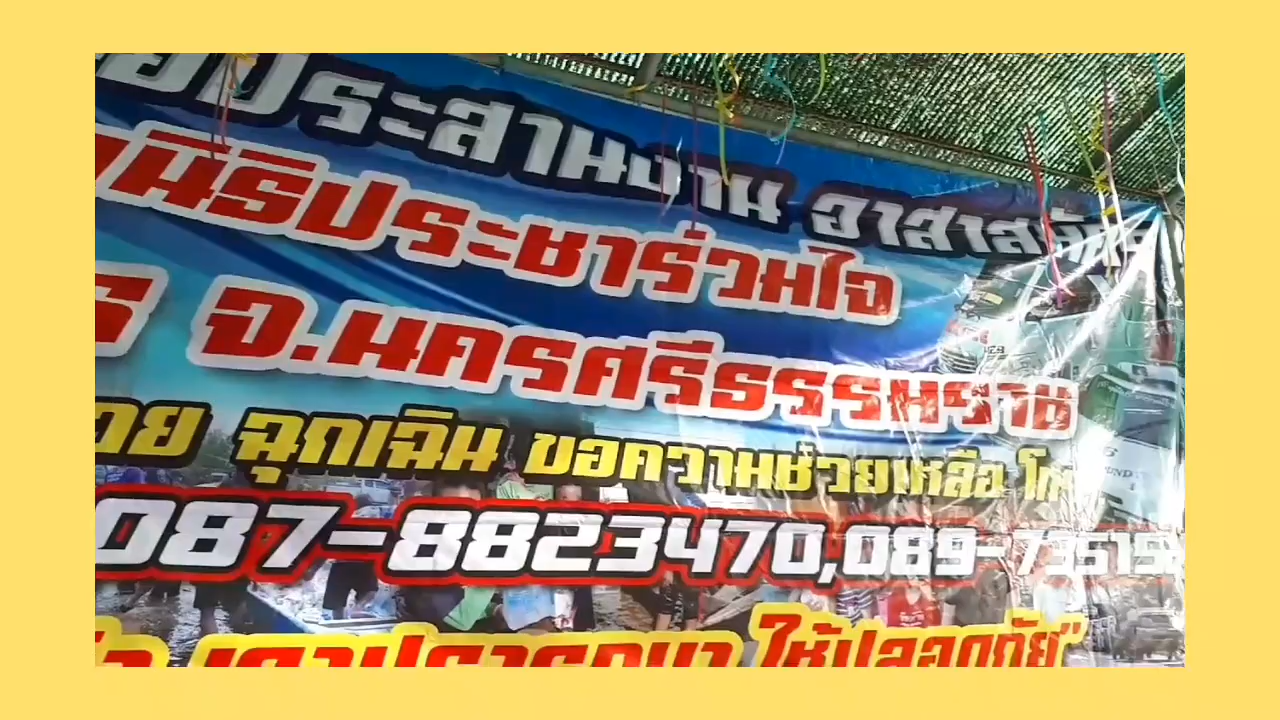 ประสานงาน อาสาสมัคร
นิธิประชาร่วมใจ
จ.นครศรีธรรมราช
ฉุกเฉิน ขอความช่วยเหลือ โทร
087-8823470,089-73515
ให้ปลอดภัย"